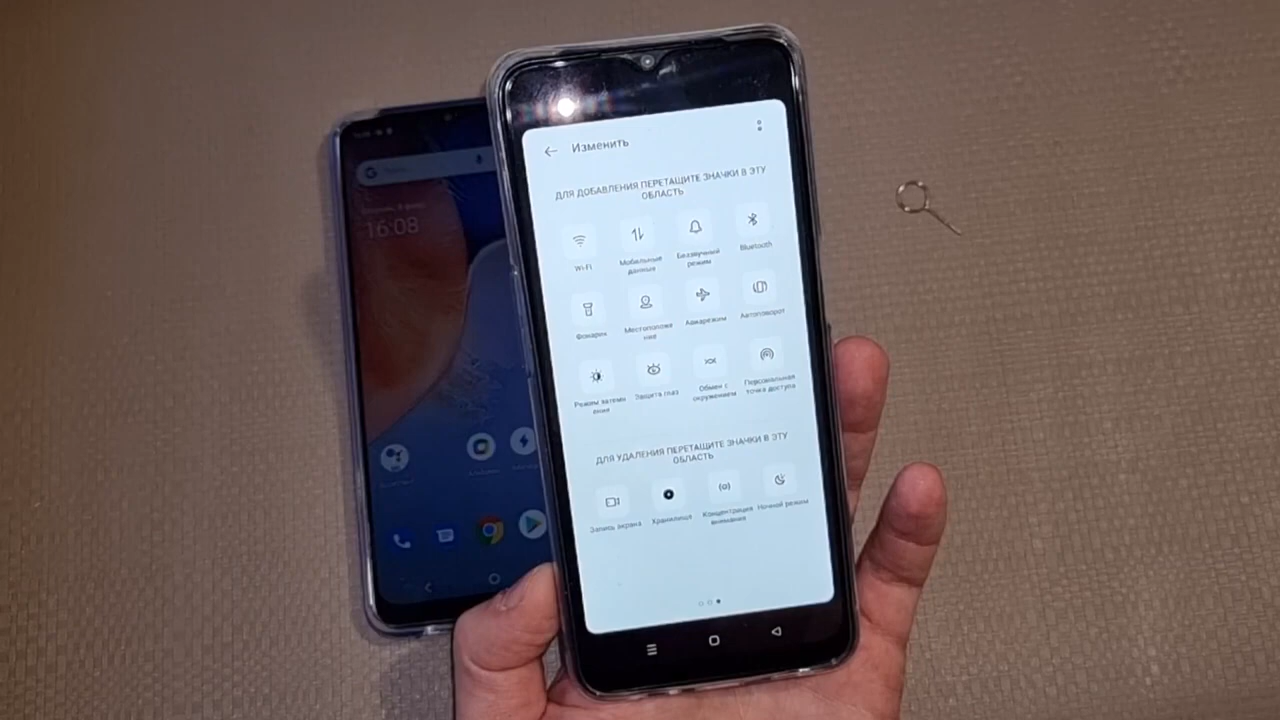 Изменить
ДЛЯ ДОБАВЛЕНИЯ ПЕРЕТАЩИТЕ ЗНАЧКИ В ЭТУ
ОБЛАСТЬ
Wi-Fi
Мобильные
данные
Беззвучный
режим
Bluetooth
Фонарик
Местоположе
ние
Авиарежим
Автоповорот
Режим затемн
ения
Защита глаз
Обмен с
окружением
Персональная
точка доступа
ДЛЯ УДАЛЕНИЯ ПЕРЕТАЩИТЕ ЗНАЧКИ В ЭТУ
ОБЛАСТЬ
Запись экрана
Хранилище
Концентрация
внимания
Ночной режим
16:08